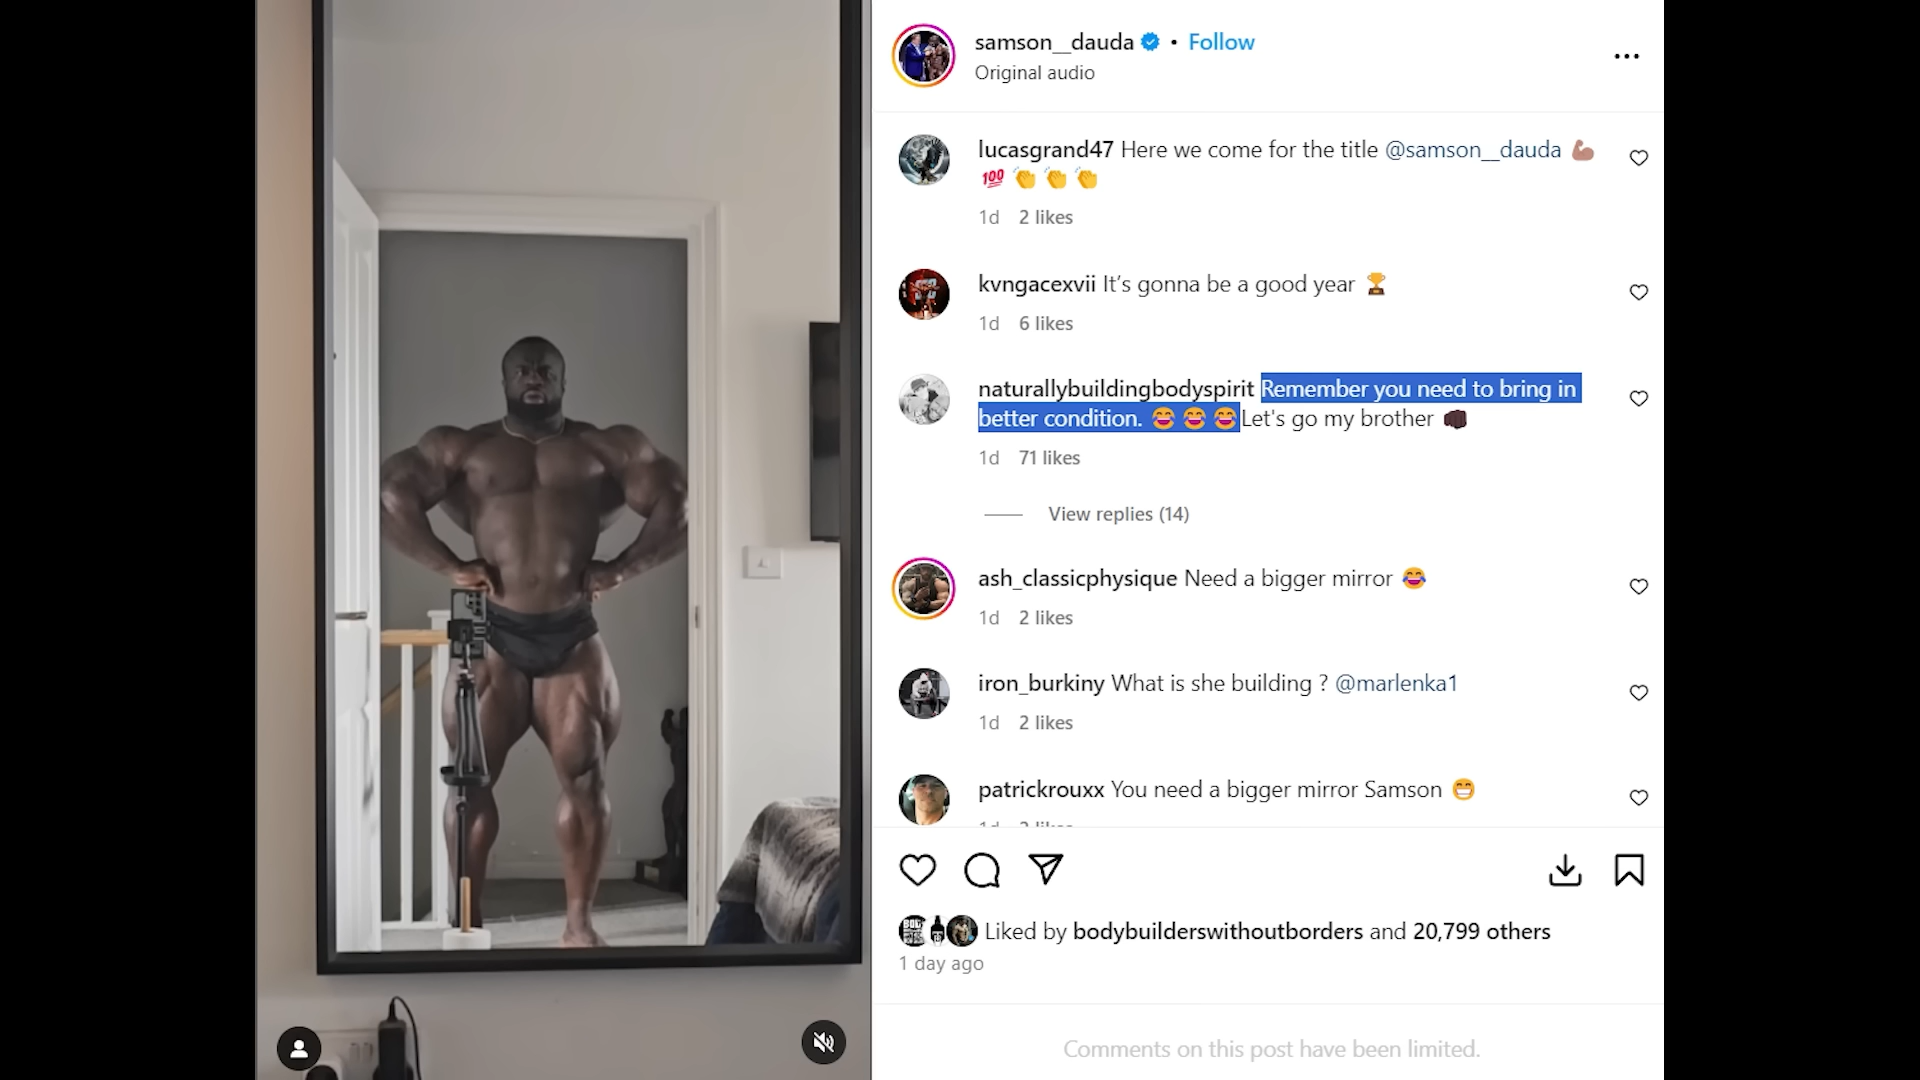 samson__dauda • Follow
Original audio
lucasgrand47 Here we come for the title @samson__dauda 💪🏽
💯 👏 👏 👏
1d 2 likes
kvngacexvii It’s gonna be a good year 🏆
1d 6 likes
naturallybuildingbodyspirit Remember you need to bring in
better condition. 😂 😂 😂 Let's go my brother 👊🏿
1d 71 likes
View replies (14)
ash_classicphysique Need a bigger mirror 😂
1d 2 likes
iron_burkiny What is she building ? @marlenka1
1d 2 likes
patrickrouxx You need a bigger mirror Samson 😁
Liked by bodybuilderswithoutborders and 20,799 others
1 day ago
Comments on this post have been limited.